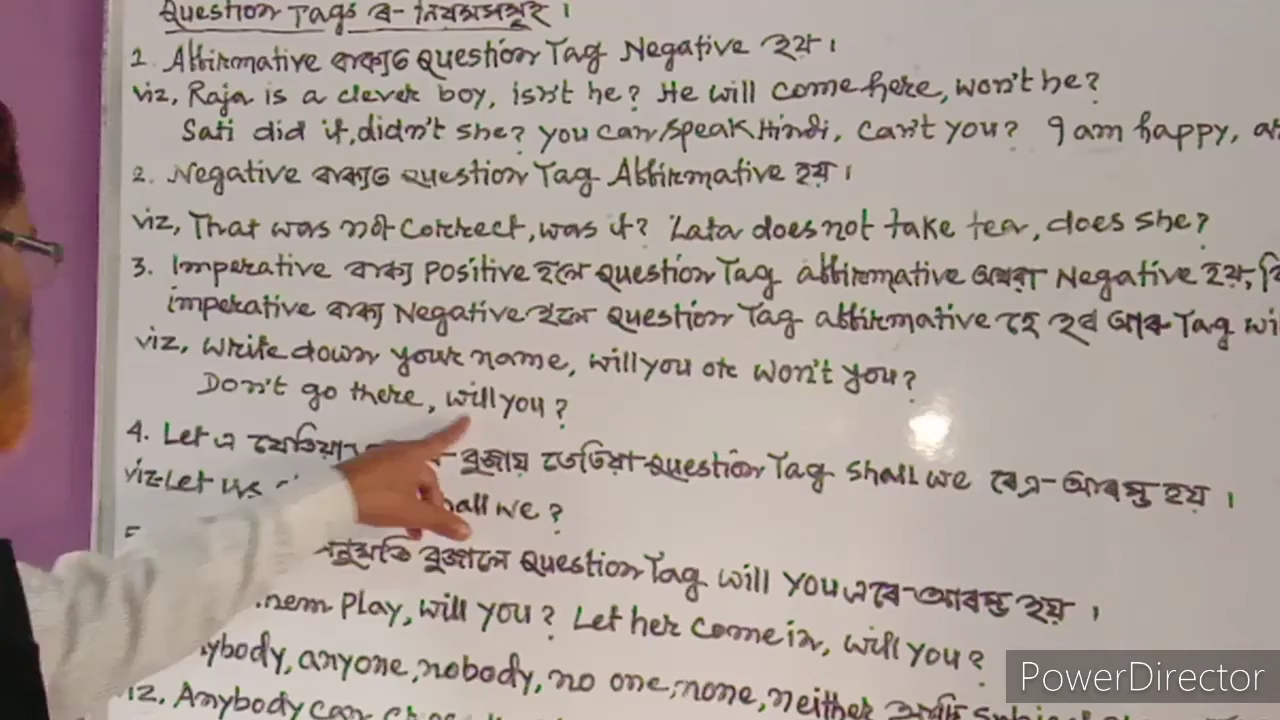 Question Tags ৰ- নিয়মসমূহ ।
1. Affirmative বাক্যত Question Tag Negative হয় ।
viz, Raja is a clever boy, isn't he? He will come here, won't he?
Sati did it, didn't she? you can speak Hindi, can't you? I am happy,
2. Negative বাক্যত Question Tag Affirmative হয় ।
viz, That was not correct, was it? Lata does not take tea, does she?
3. Imperative বাক্য positive হলে Question Tag affirmative অথবা Negative হয়,
imperative বাক্য Negative হলে Question Tag affirmative হে হব আৰু Tag
viz, write down your name, will you or won't you?
Don't go there, will you?
4. Let এ যেতিয়া বুজায় তেতিয়া Question Tag shall we ৰে- আৰম্ভ হয় ।
viz-Let us shall we?
বুজালে Question Tag will you এৰে- আৰম্ভ হয় ।
Play, will you? Let her come in, will you?
anyone, nobody, no one, none, neither
viz. Anybody can
PowerDirector